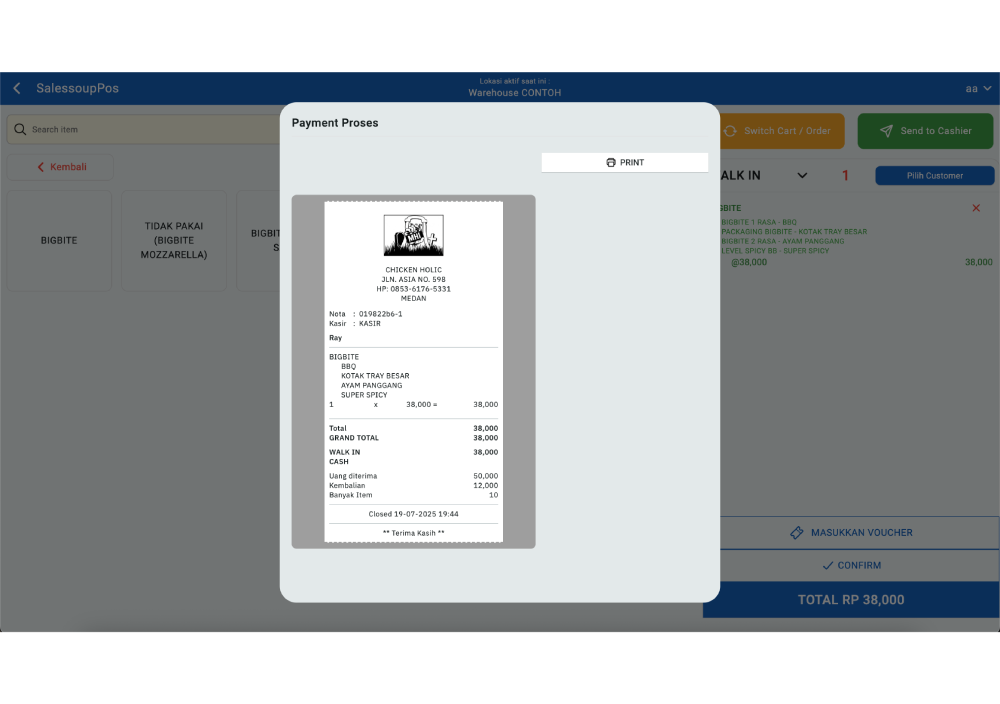 SalessoupPos
Lokasi aktif saat ini :
Warehouse CONTOH
aa
Search item
Kembali
BIGBITE
TIDAK PAKAI
(BIGBITE
MOZZARELLA)
BIGBIT
S
Payment Proses
PRINT
CHICKEN HOLIC
JLN. ASIA NO. 598
HP: 0853-6176-5331
MEDAN
Nota : 019822b6-1
Kasir : KASIR
Ray
BIGBITE
BBQ
KOTAK TRAY BESAR
AYAM PANGGANG
SUPER SPICY
1 x 38,000 = 38,000
Total 38,000
GRAND TOTAL 38,000
WALK IN 38,000
CASH
Uang diterima 50,000
Kembalian 12,000
Banyak Item 10
Closed 19-07-2025 19:44
** Terima Kasih **
Switch Cart / Order
Send to Cashier
ALK IN
1
Pilih Customer
GBITE
BIGBITE 1 RASA - BBQ
PACKAGING BIGBITE - KOTAK TRAY BESAR
BIGBITE 2 RASA - AYAM PANGGANG
LEVEL SPICY BB - SUPER SPICY
@38,000 38,000
MASUKKAN VOUCHER
CONFIRM
TOTAL RP 38,000